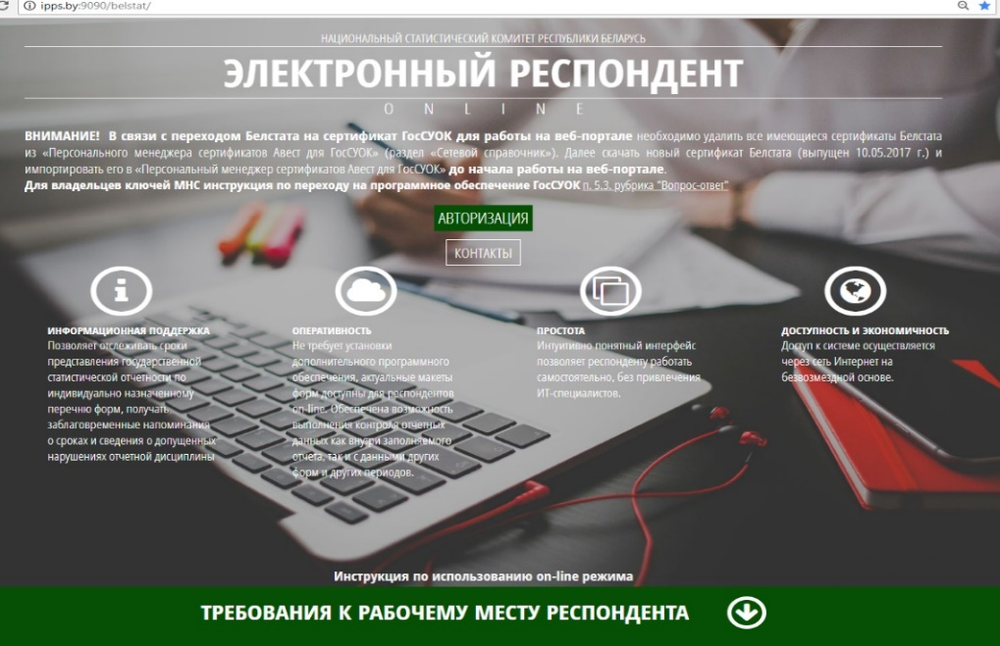 ipps.by:9090/belstat/
НАЦИОНАЛЬНЫЙ СТАТИСТИЧЕСКИЙ КОМИТЕТ РЕСПУБЛИКИ БЕЛАРУСЬ
ЭЛЕКТРОННЫЙ РЕСПОНДЕНТ
ONLINE
ВНИМАНИЕ! В связи с переходом Белстата на сертификат ГосСУОК для работы на веб-портале необходимо удалить все имеющиеся сертификаты Белстата
из «Персонального менеджера сертификатов Авест для ГосСУОК» (раздел «Сетевой справочник»). Далее скачать новый сертификат Белстата (выпущен 10.05.2017 г.) и
импортировать его в «Персональный менеджер сертификатов Авест для ГосСУОК» до начала работы на веб-портале.
Для владельцев ключей МНС инструкция по переходу на программное обеспечение ГосСУОК п. 5.3. рубрика "Вопрос-ответ"
АВТОРИЗАЦИЯ
КОНТАКТЫ
ИНФОРМАЦИОННАЯ ПОДДЕРЖКА
Позволяет отслеживать сроки
представления государственной
статистической отчетности по
индивидуально назначенному
перечню форм, получать
заблаговременные напоминания
о сроках и сведения о допущенных
нарушениях отчетной дисциплины
ОПЕРАТИВНОСТЬ
Не требует установки
дополнительного программного
обеспечения, актуальные макеты
форм доступны для респондентов
on-line. Обеспечена возможность
выполнения контроля отчетных
данных как внутри заполняемого
отчета, так и с данными других
форм и других периодов.
ПРОСТОТА
Интуитивно понятный интерфейс
позволяет респонденту работать
самостоятельно, без привлечения
ИТ-специалистов.
ДОСТУПНОСТЬ И ЭКОНОМИЧНОСТЬ
Доступ к системе осуществляется
через сеть Интернет на
безвозмездной основе.
Инструкция по использованию on-line режима
ТРЕБОВАНИЯ К РАБОЧЕМУ МЕСТУ РЕСПОНДЕНТА